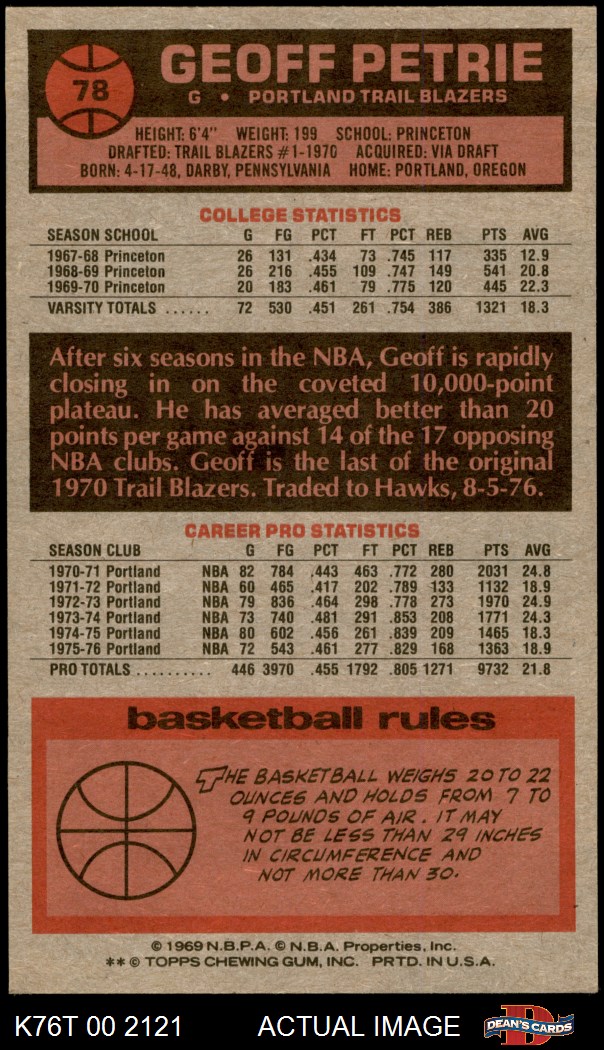 78
GEOFF PETRIE
G • PORTLAND TRAIL BLAZERS
HEIGHT: 6'4" WEIGHT: 199 SCHOOL: PRINCETON
DRAFTED: TRAIL BLAZERS #1-1970 ACQUIRED: VIA DRAFT
BORN: 4-17-48, DARBY, PENNSYLVANIA HOME: PORTLAND, OREGON
COLLEGE STATISTICS
SEASON SCHOOL G FG PCT FT PCT REB PTS AVG
1967-68 Princeton 26 131 .434 73 .745 117 335 12.9
1968-69 Princeton 26 216 .455 109 .747 149 541 20.8
1969-70 Princeton 20 183 .461 79 .775 120 445 22.3
VARSITY TOTALS ...... 72 530 .451 261 .754 386 1321 18.3
After six seasons in the NBA, Geoff is rapidly
closing in on the coveted 10,000-point
plateau. He has averaged better than 20
points per game against 14 of the 17 opposing
NBA clubs. Geoff is the last of the original
1970 Trail Blazers. Traded to Hawks, 8-5-76.
CAREER PRO STATISTICS
SEASON CLUB G FG PCT FT PCT REB PTS AVG
1970-71 Portland NBA 82 784 .443 463 .772 280 2031 24.8
1971-72 Portland NBA 60 465 .417 202 .789 133 1132 18.9
1972-73 Portland NBA 79 836 .464 298 .778 273 1970 24.9
1973-74 Portland NBA 73 740 .481 291 .853 208 1771 24.3
1974-75 Portland NBA 80 602 .456 261 .839 209 1465 18.3
1975-76 Portland NBA 72 543 .461 277 .829 168 1363 18.9
PRO TOTALS .......... 446 3970 .455 1792 .805 1271 9732 21.8
basketball rules
THE BASKETBALL WEIGHS 20 TO 22
OUNCES AND HOLDS FROM 7 TO
9 POUNDS OF AIR. IT MAY
NOT BE LESS THAN 29 INCHES
IN CIRCUMFERENCE AND
NOT MORE THAN 30.
© 1969 N.B.P.A. © N.B.A. Properties, Inc.
** © TOPPS CHEWING GUM, INC. PRTD. IN U.S.A.
K76T 00 2121 ACTUAL IMAGE
D
DEAN'S CARDS